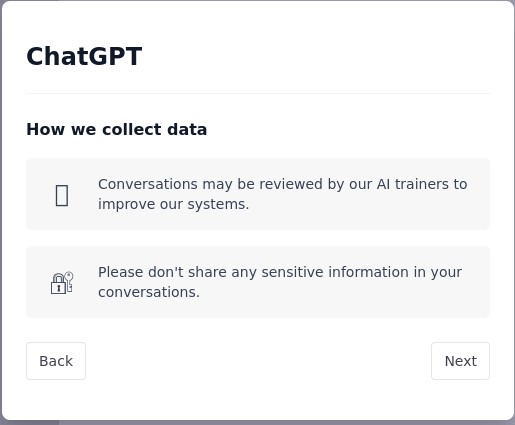 ChatGPT
How we collect data
Conversations may be reviewed by our AI trainers to
improve our systems.
Please don't share any sensitive information in your
conversations.
Back
Next